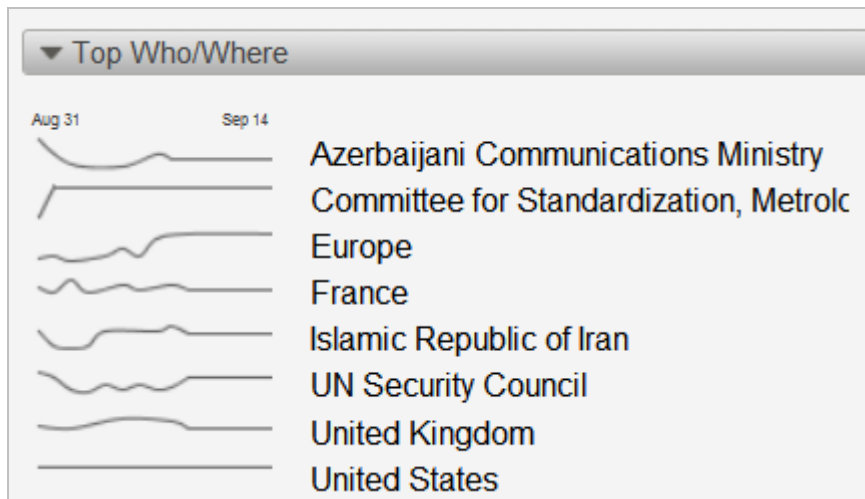 Top Who/Where
Aug 31 Sep 14
Azerbaijani Communications Ministry
Committee for Standardization,
Europe
France
Islamic Republic of Iran
UN Security Council
United Kingdom
United States